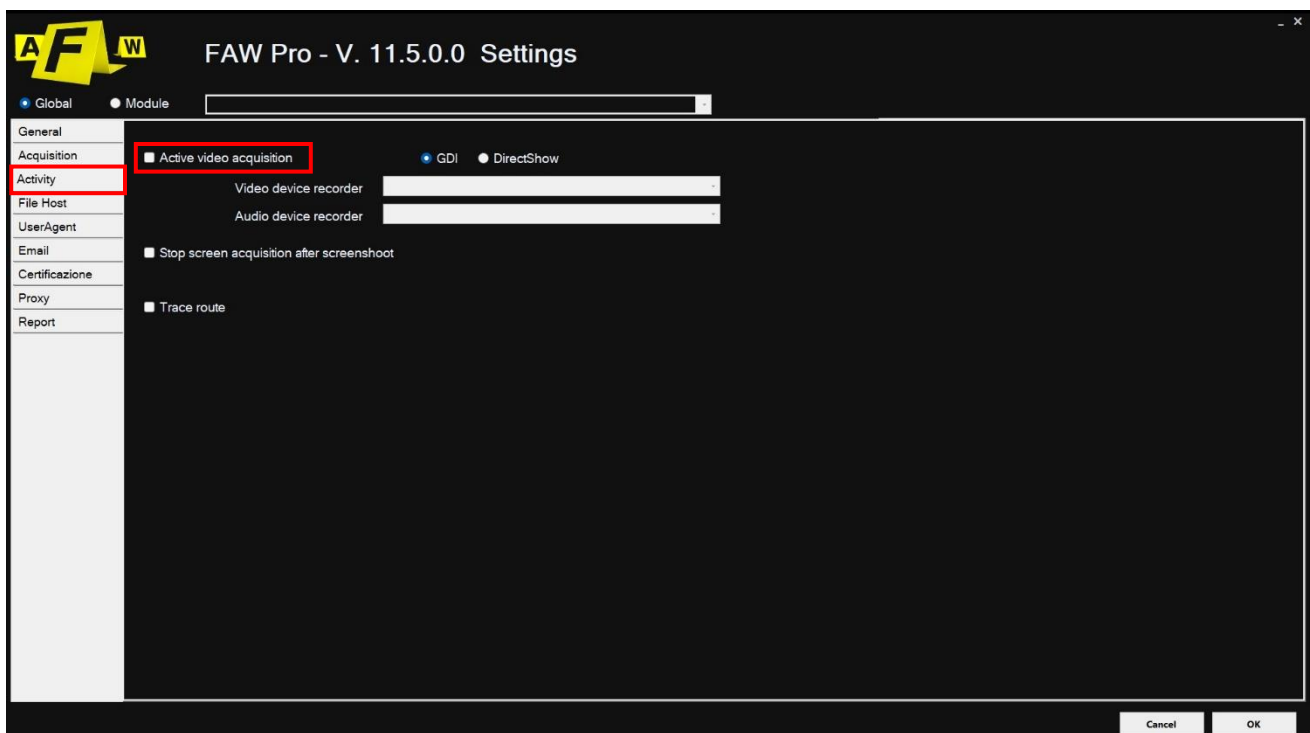 A F W
FAW Pro - V. 11.5.0.0 Settings
Global Module
General
Acquisition
Activity
File Host
UserAgent
Email
Certificazione
Proxy
Report
Active video acquisition GDI DirectShow
Video device recorder
Audio device recorder
Stop screen acquisition after screenshoot
Trace route
Cancel OK